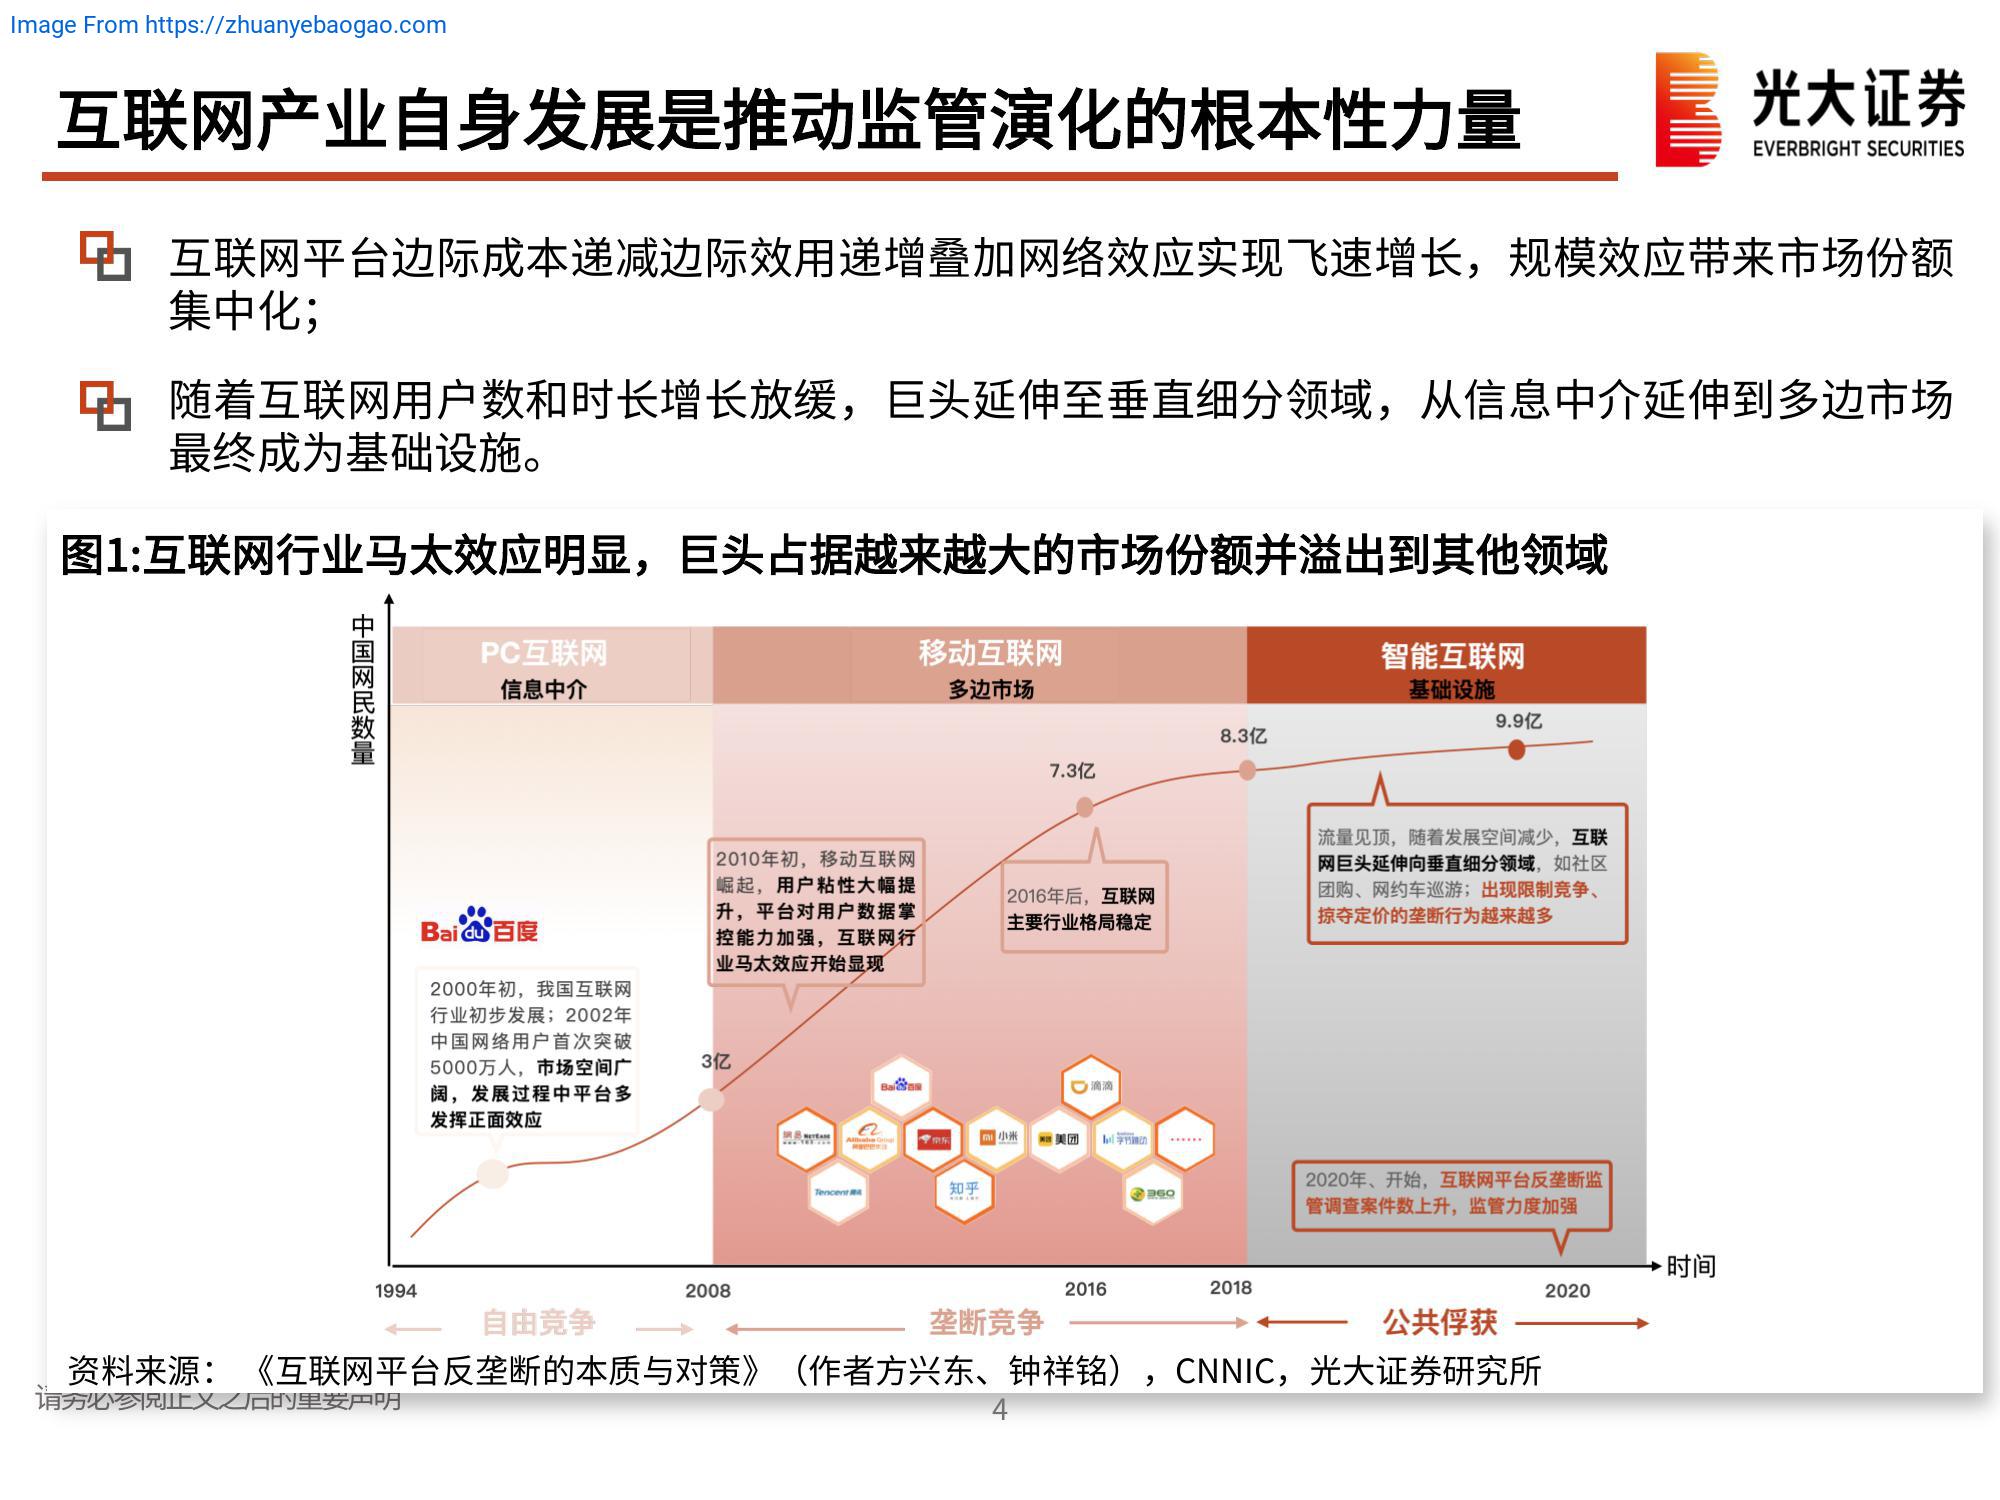 Image From https://zhuanyebaogao.com
互联网产业自身发展是推动监管演化的根本性力量
光大证券
EVERBRIGHT SECURITIES
互联网平台边际成本递减边际效用递增叠加网络效应实现飞速增长，规模效应带来市场份额
集中化；
随着互联网用户数和时长增长放缓，巨头延伸至垂直细分领域，从信息中介延伸到多边市场
最终成为基础设施。
图1:互联网行业马太效应明显，巨头占据越来越大的市场份额并溢出到其他领域
中国网民数量
PC互联网
信息中介
移动互联网
多边市场
智能互联网
基础设施
9.9亿
8.3亿
7.3亿
3亿
Baidu百度
2000年初，我国互联网
行业初步发展；2002年
中国网络用户首次突破
5000万人，市场空间广
阔，发展过程中平台多
发挥正面效应
2010年初，移动互联网
崛起，用户粘性大幅提
升，平台对用户数据掌
控能力加强，互联网行
业马太效应开始显现
2016年后，互联网
主要行业格局稳定
流量见顶，随着发展空间减少，互联
网巨头延伸向垂直细分领域，如社区
团购、网约车巡游；出现限制竞争、
掠夺定价的垄断行为越来越多
Baidu百度
滴滴
網易 NETEASE
www.163.com
Alibaba Group
阿里巴巴集团
京东
小米
美团 美团
字节跳动
······
Tencent 腾讯
知乎
360
2020年、开始，互联网平台反垄断监
管调查案件数上升，监管力度加强
时间
1994
2008
2016
2018
2020
自由竞争
垄断竞争
公共俘获
资料来源：《互联网平台反垄断的本质与对策》（作者方兴东、钟祥铭），CNNIC，光大证券研究所
请务必参阅正文之后的重要声明
4